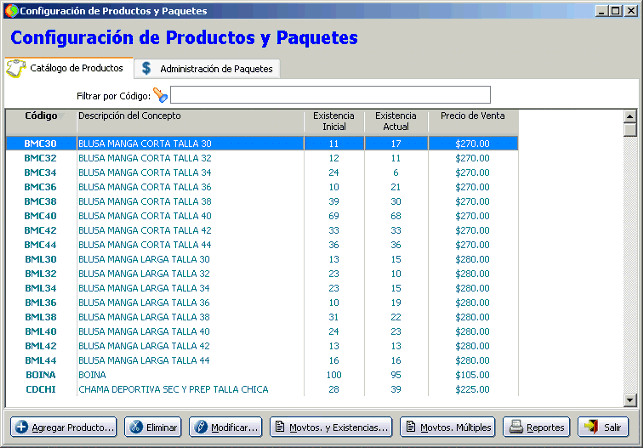 Configuración de Productos y Paquetes
Configuración de Productos y Paquetes
Catálogo de Productos $ Administración de Paquetes
Filtrar por Código:
Código Descripción del Concepto Existencia Inicial Existencia Actual Precio de Venta
BMC30 BLUSA MANGA CORTA TALLA 30 11 17 $270.00
BMC32 BLUSA MANGA CORTA TALLA 32 12 11 $270.00
BMC34 BLUSA MANGA CORTA TALLA 34 24 6 $270.00
BMC36 BLUSA MANGA CORTA TALLA 36 10 21 $270.00
BMC38 BLUSA MANGA CORTA TALLA 38 39 30 $270.00
BMC40 BLUSA MANGA CORTA TALLA 40 69 68 $270.00
BMC42 BLUSA MANGA CORTA TALLA 42 33 33 $270.00
BMC44 BLUSA MANGA CORTA TALLA 44 36 36 $270.00
BML30 BLUSA MANGA LARGA TALLA 30 13 15 $280.00
BML32 BLUSA MANGA LARGA TALLA 32 23 10 $280.00
BML34 BLUSA MANGA LARGA TALLA 34 23 15 $280.00
BML36 BLUSA MANGA LARGA TALLA 36 10 19 $280.00
BML38 BLUSA MANGA LARGA TALLA 38 31 22 $280.00
BML40 BLUSA MANGA LARGA TALLA 40 24 23 $280.00
BML42 BLUSA MANGA LARGA TALLA 42 13 13 $280.00
BML44 BLUSA MANGA LARGA TALLA 44 16 16 $280.00
BOINA BOINA 100 95 $105.00
CDCHI CHAMA DEPORTIVA SEC Y PREP TALLA CHICA 28 39 $225.00
Agregar Producto... Eliminar Modificar... Movtos. y Existencias... Movtos. Múltiples Reportes Salir